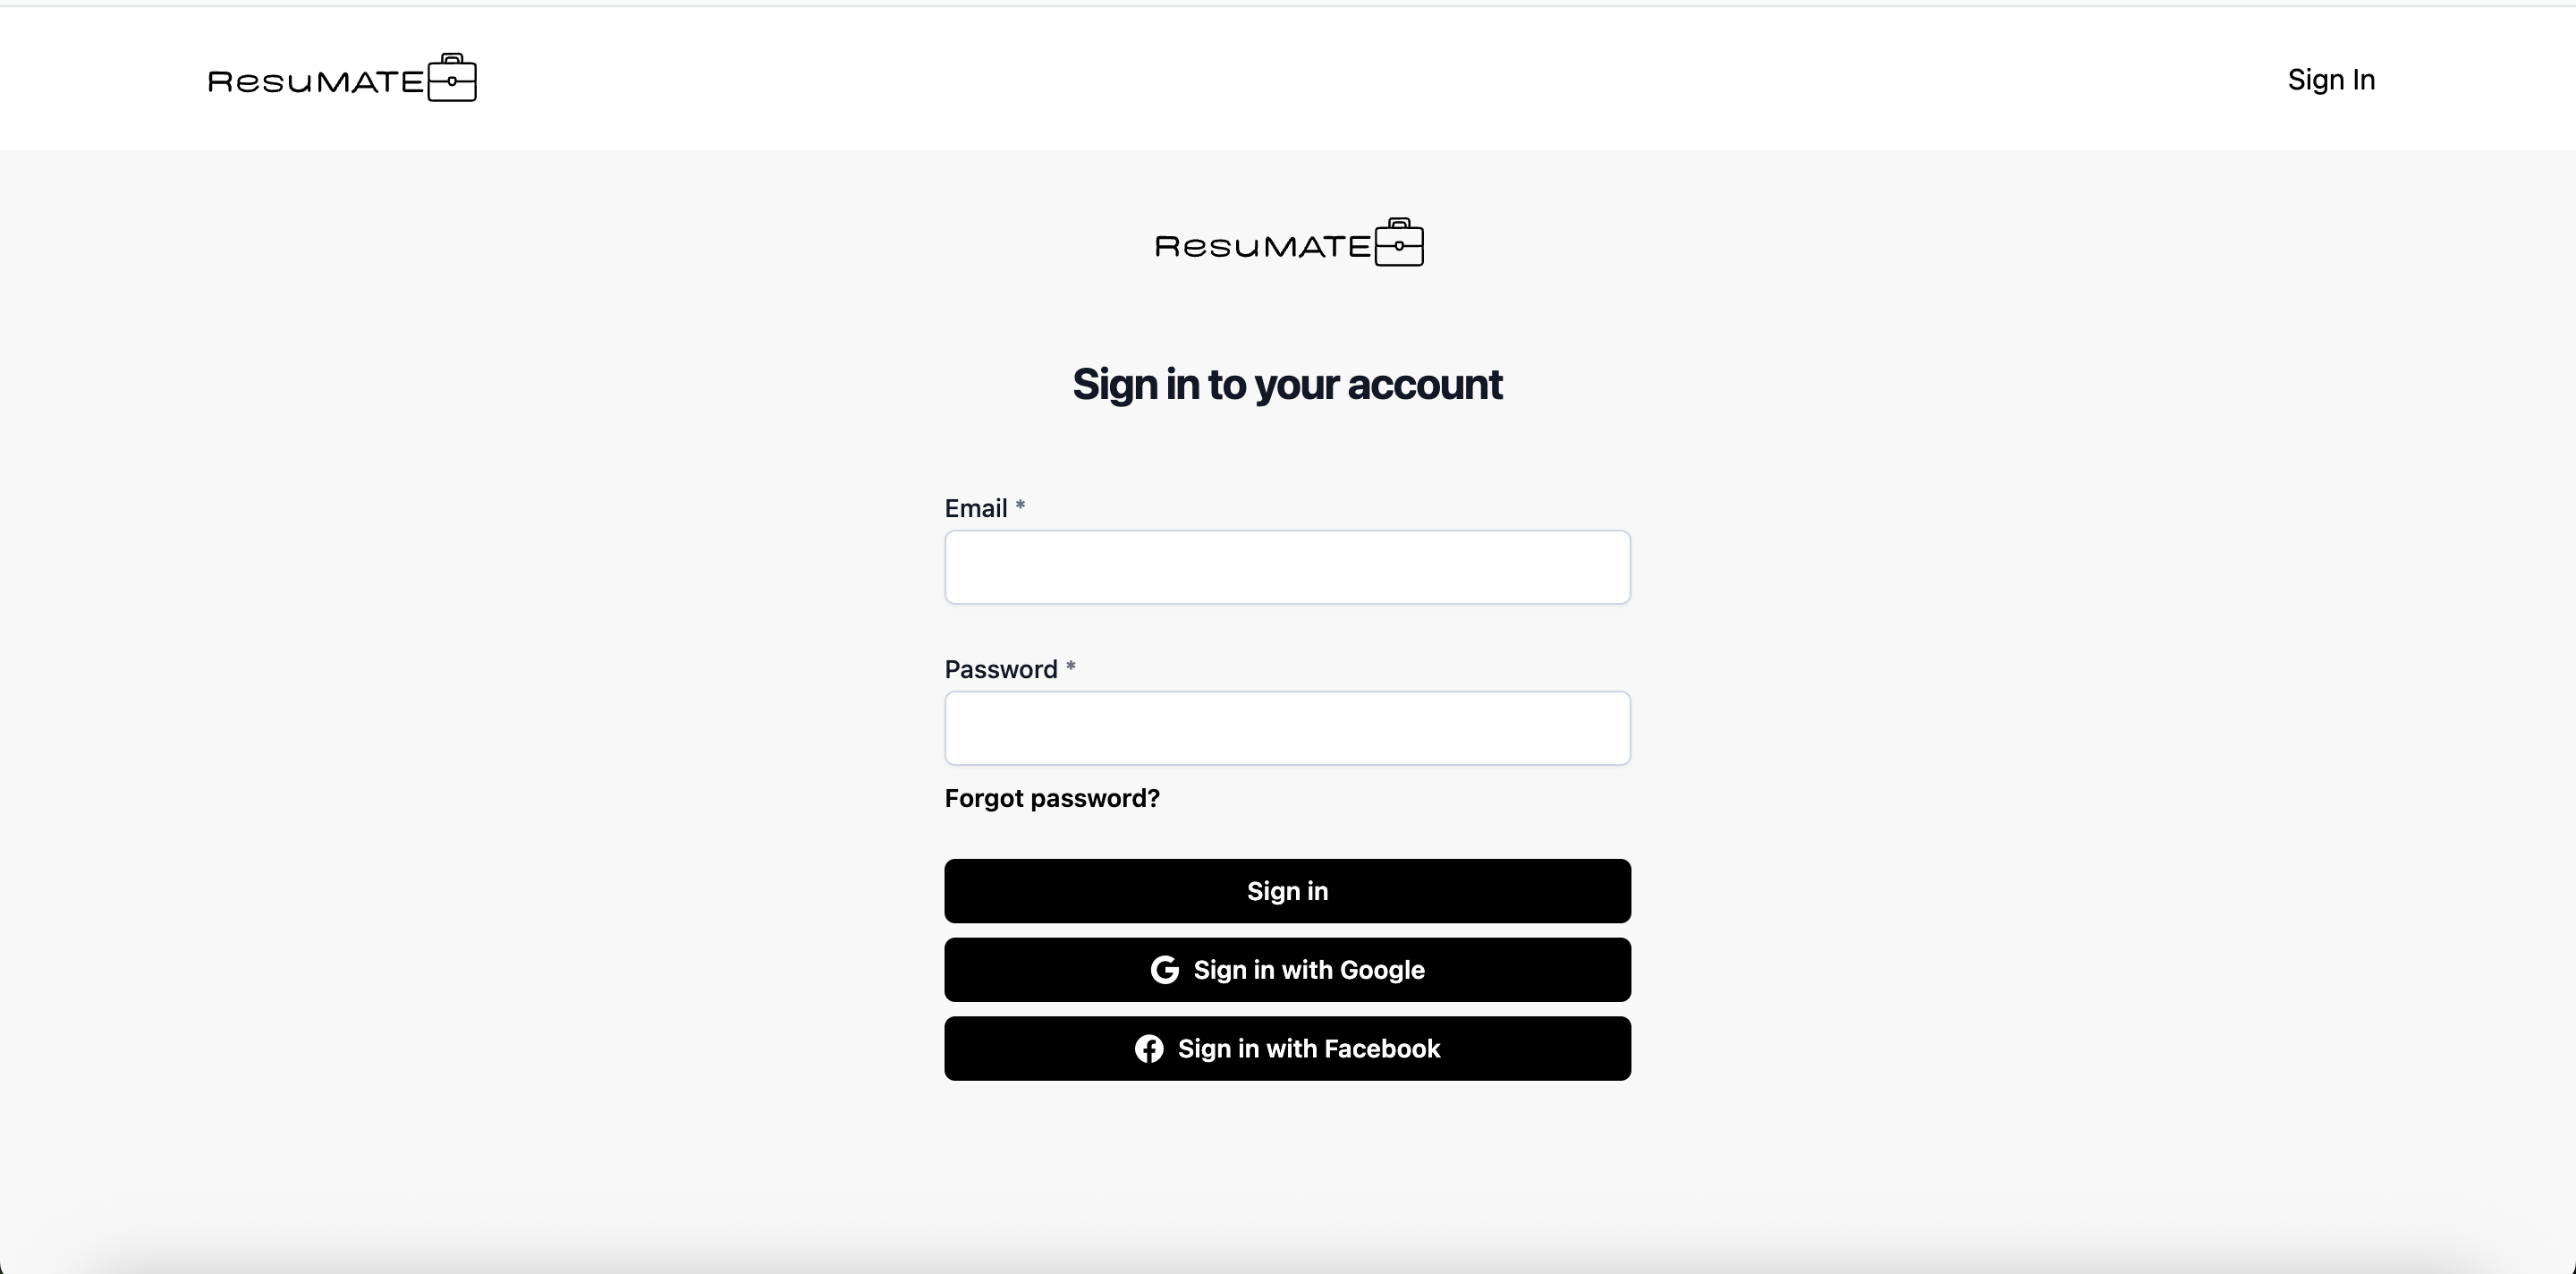 ResuMATE
Sign In
ResuMATE
Sign in to your account
Email *
Password *
Forgot password?
Sign in
Sign in with Google
Sign in with Facebook